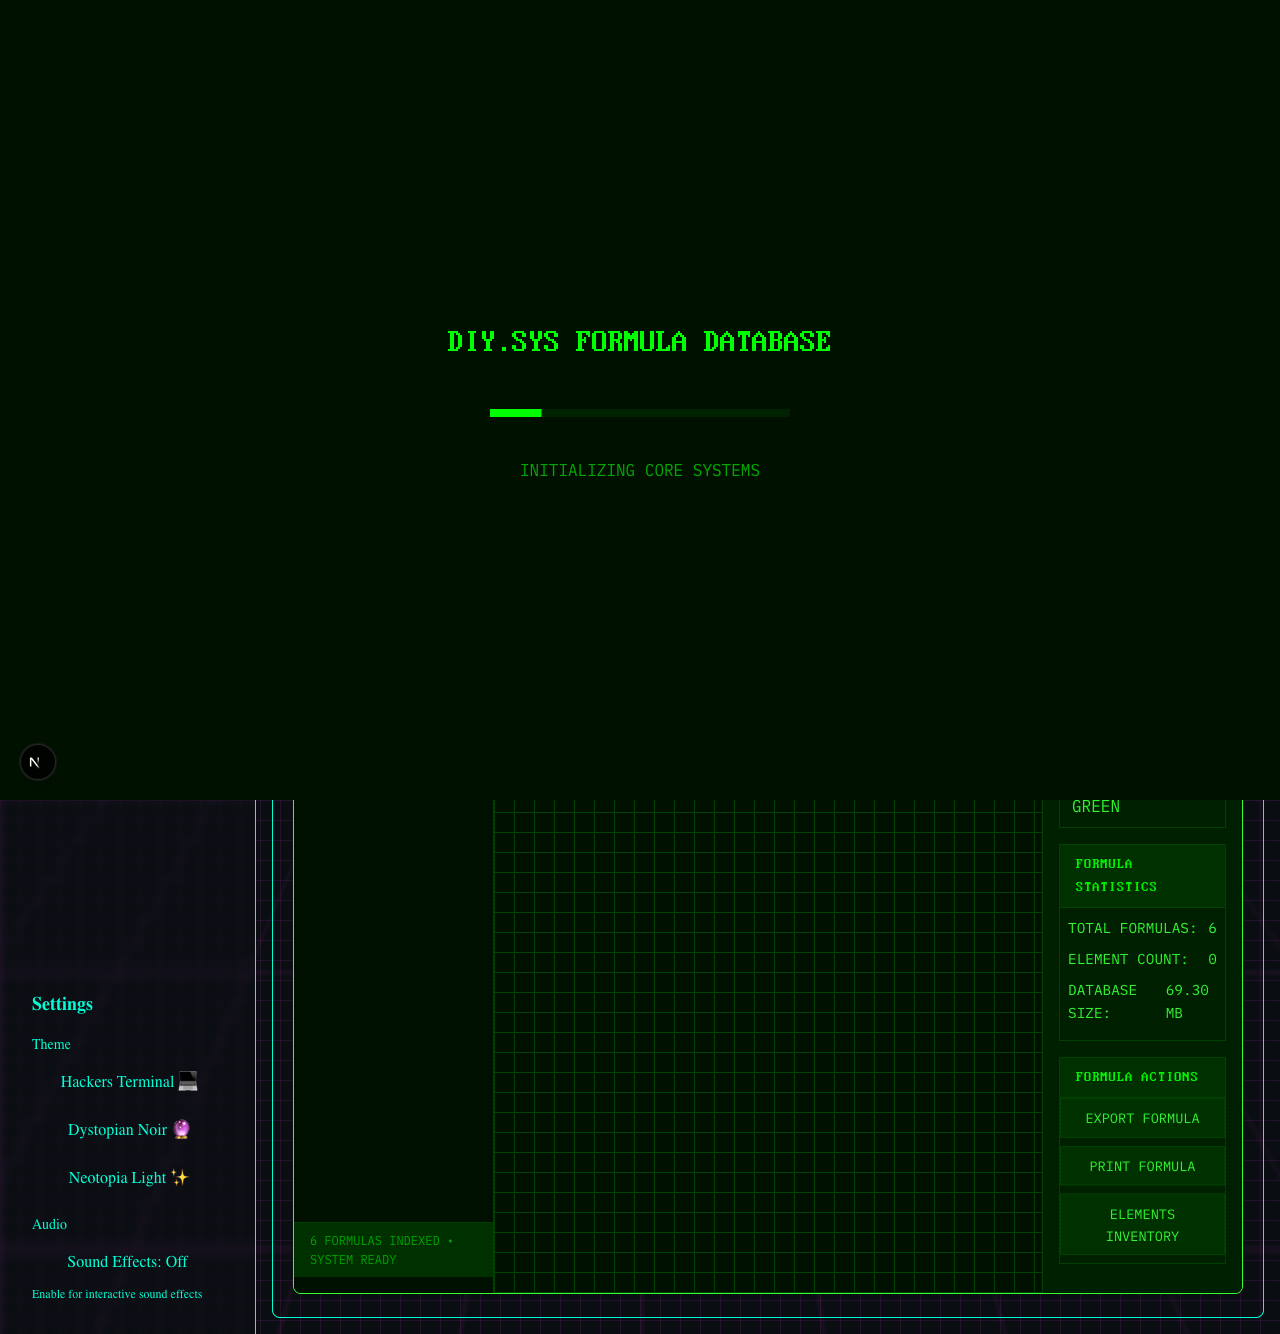 DIY.SYS FORMULA DATABASE
INITIALIZING CORE SYSTEMS
N
Settings
Theme
Hackers Terminal 💻
Dystopian Noir 🔮
Neotopia Light ✨
Audio
Sound Effects: Off
Enable for interactive sound effects
6 FORMULAS INDEXED •
SYSTEM READY
GREEN
FORMULA
STATISTICS
TOTAL FORMULAS: 6
ELEMENT COUNT: 0
DATABASE 69.30
SIZE: MB
FORMULA ACTIONS
EXPORT FORMULA
PRINT FORMULA
ELEMENTS
INVENTORY